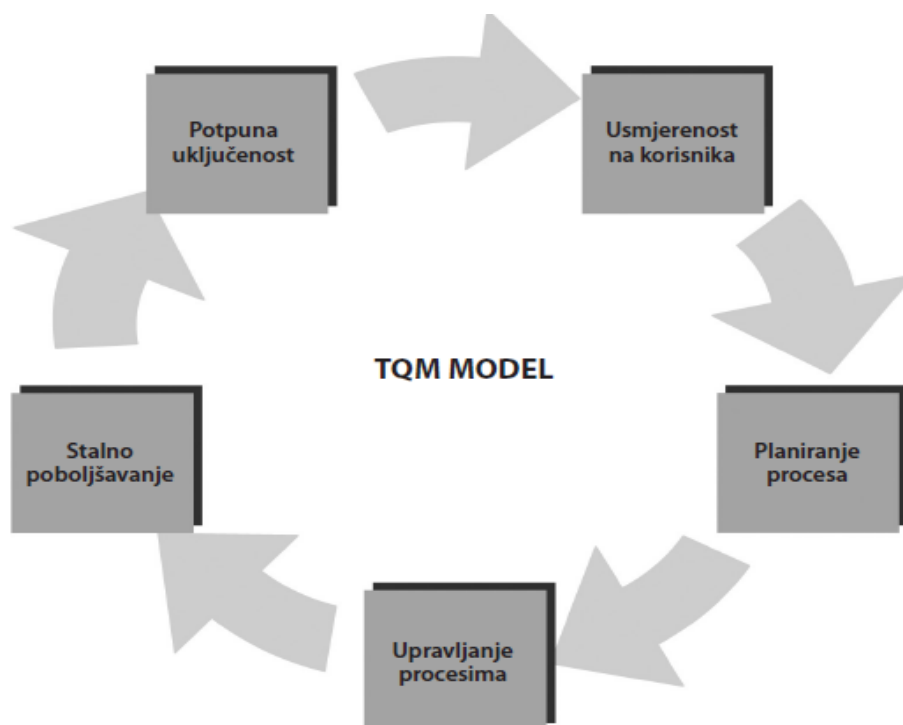 Potpuna
uključenost
Usmjerenost
na korisnika
TQM MODEL
Stalno
poboljšavanje
Planiranje
procesa
Upravljanje
procesima